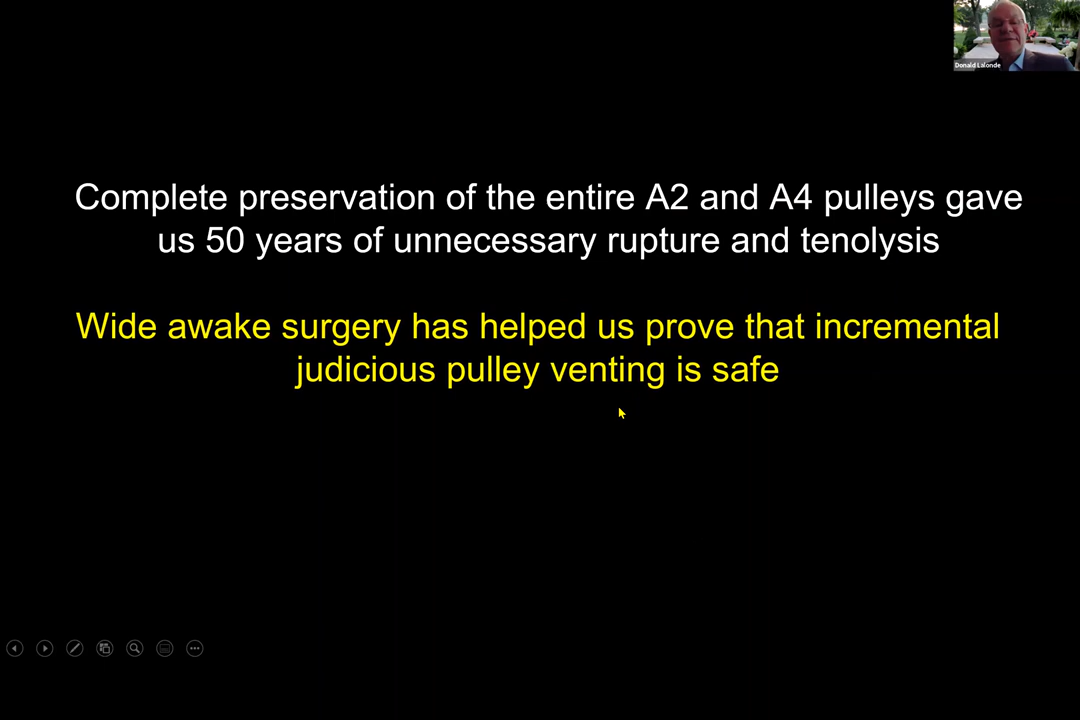 Donald Lalonde
Complete preservation of the entire A2 and A4 pulleys gave
us 50 years of unnecessary rupture and tenolysis
Wide awake surgery has helped us prove that incremental
judicious pulley venting is safe